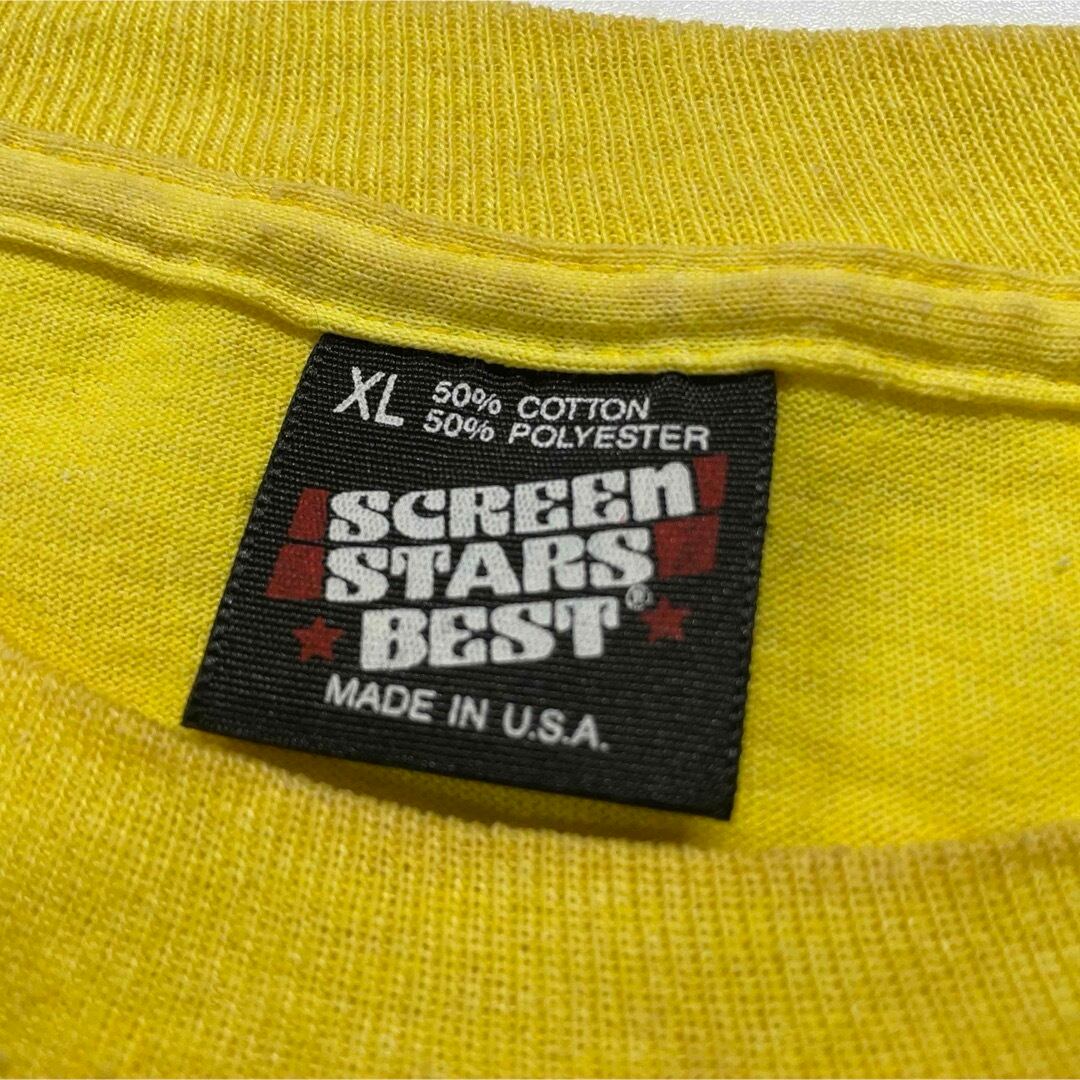 XL 50% COTTON
50% POLYESTER
SCREEN
STARS
BEST®
MADE IN U.S.A.